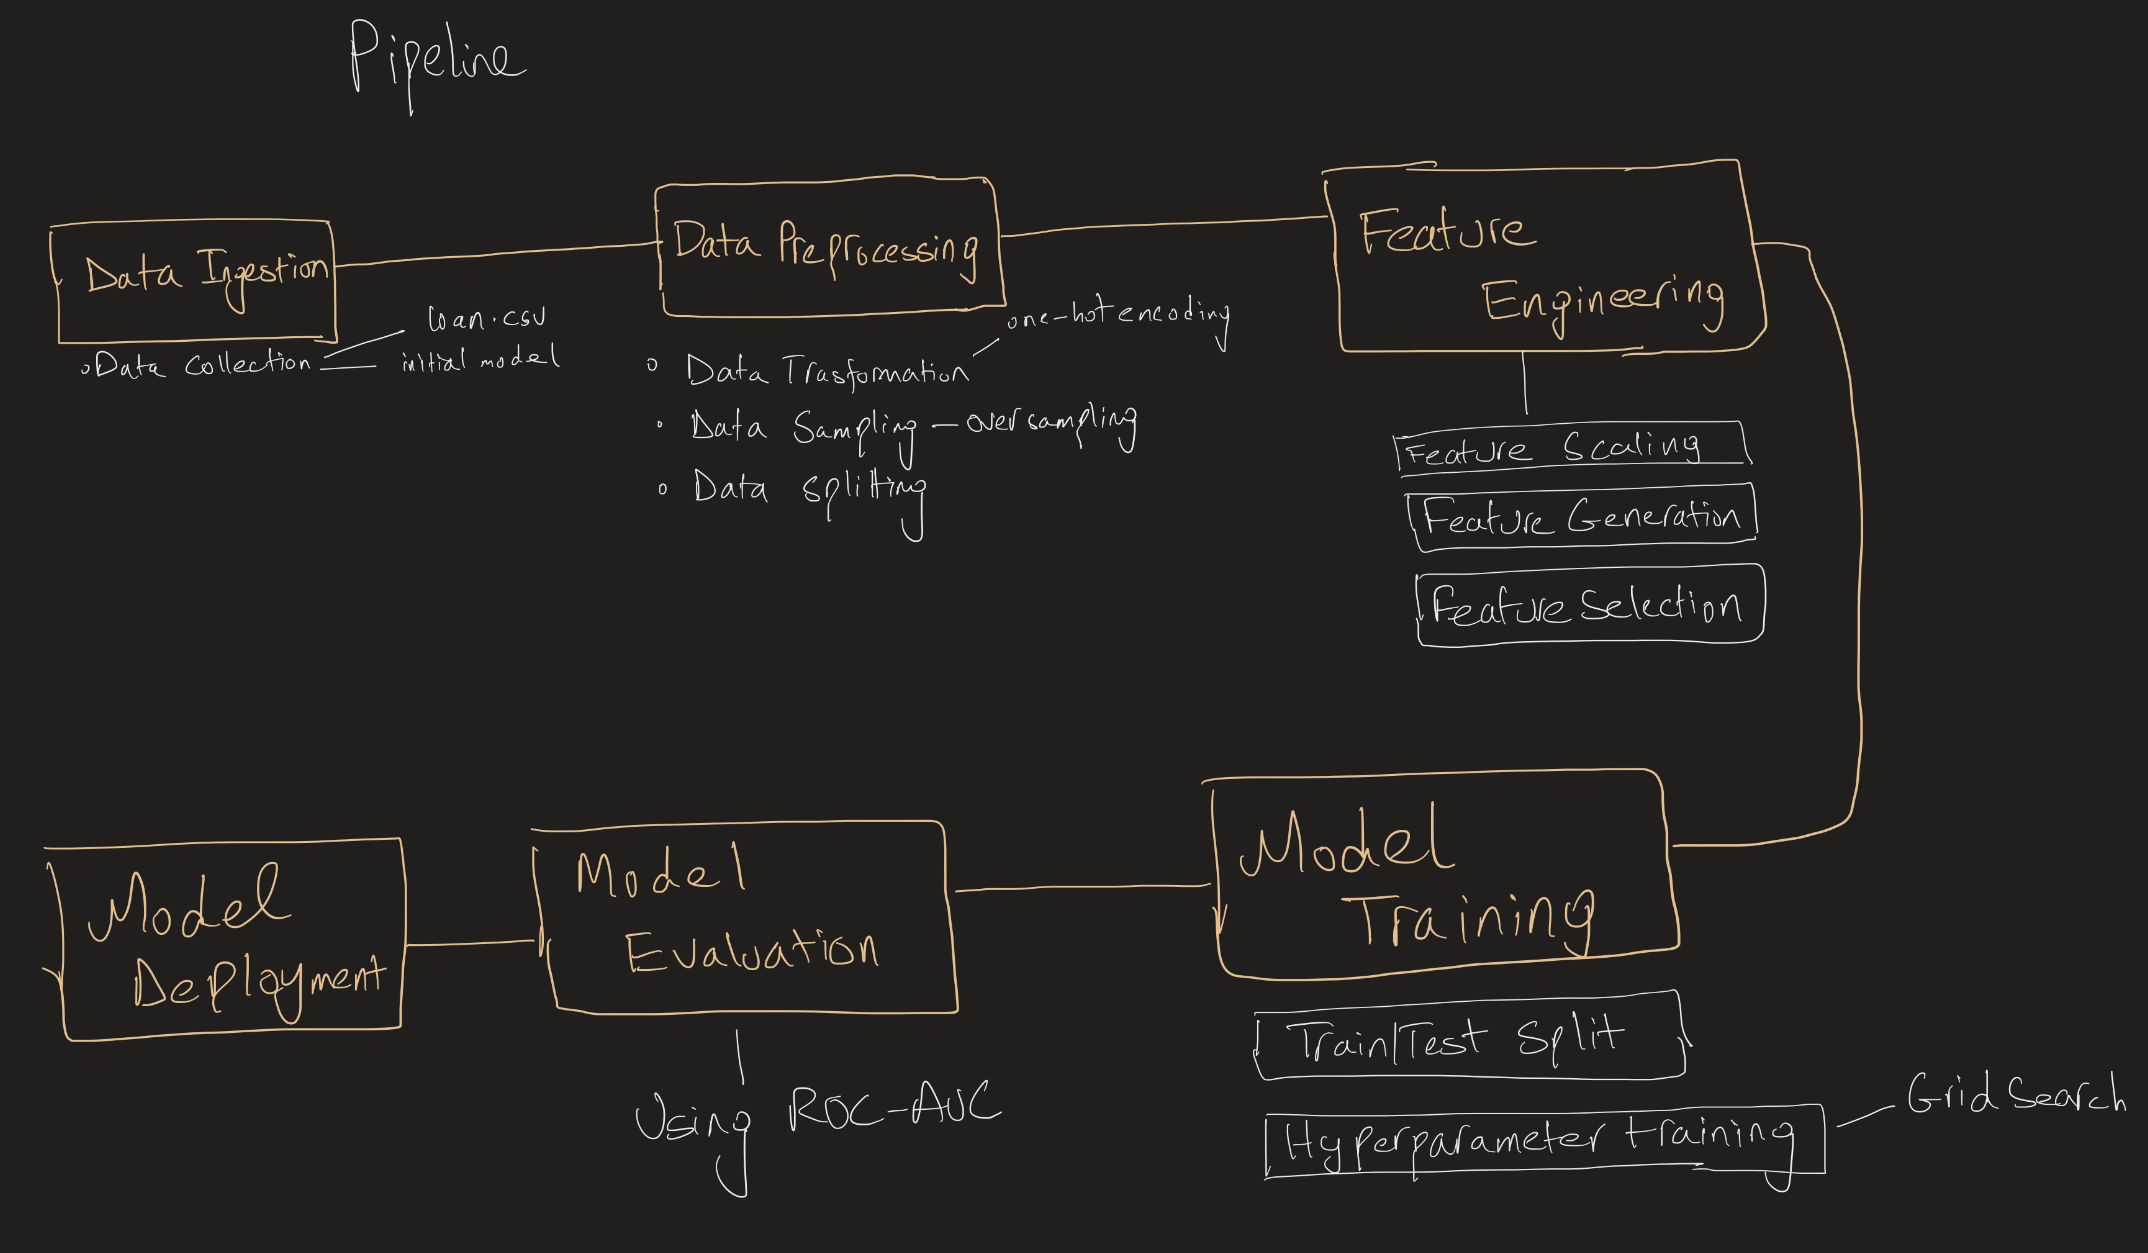 Pipeline
Data Ingestion
• Data Collection
loan.csv
initial model
Data Preprocessing
one-hot encoding
• Data Trasformation
• Data Sampling - oversampling
• Data splitting
Feature
Engineering
Feature Scaling
Feature Generation
Feature Selection
Model
Training
Train/Test Split
Hyperparameter training
Grid Search
Model
Evaluation
Using ROC-AUC
Model
Deployment